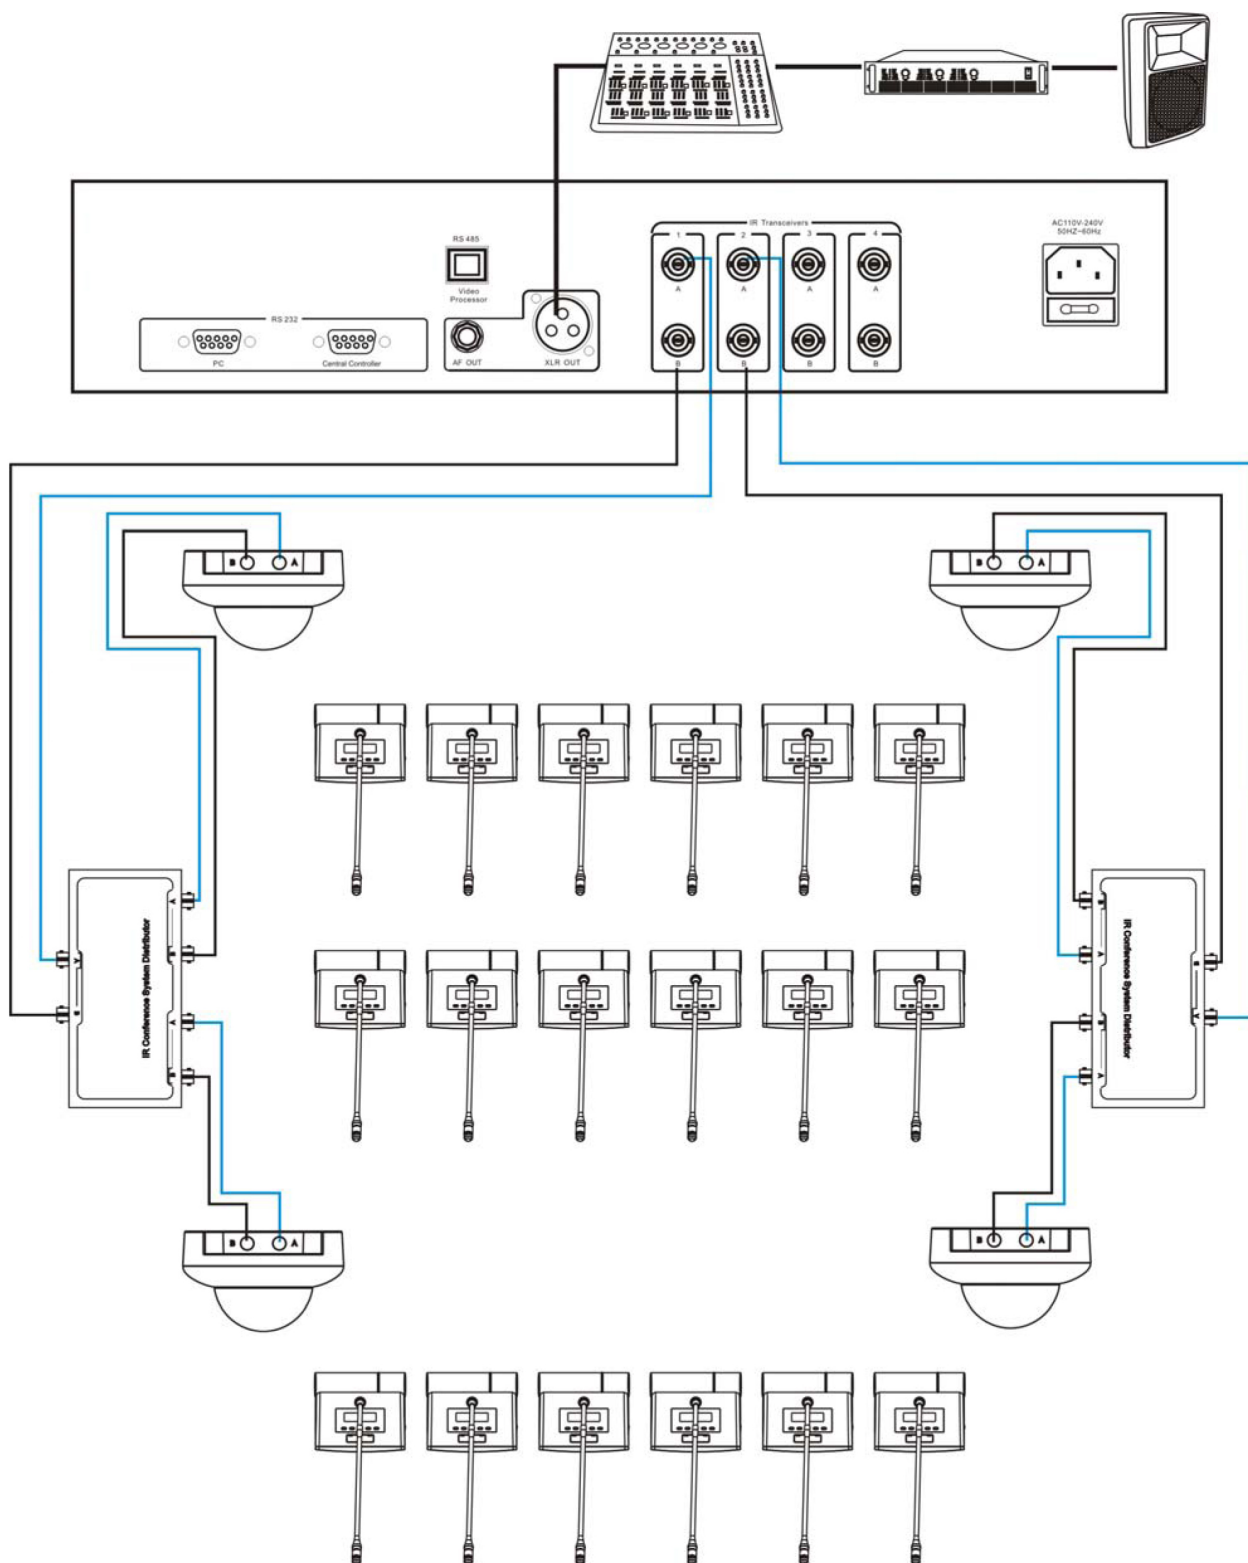 IR Transceivers
1
2
3
4
AC110V-240V
50HZ~60Hz
RS 485
Video
Processor
A
A
A
A
RS 232
PC
Central Controller
AF OUT
XLR OUT
B
B
B
B
B A
B A
IR Conference System Distributor
A
B
A
B
A
B
IR Conference System Distributor
B
A
B
A
B
A
B A
B A